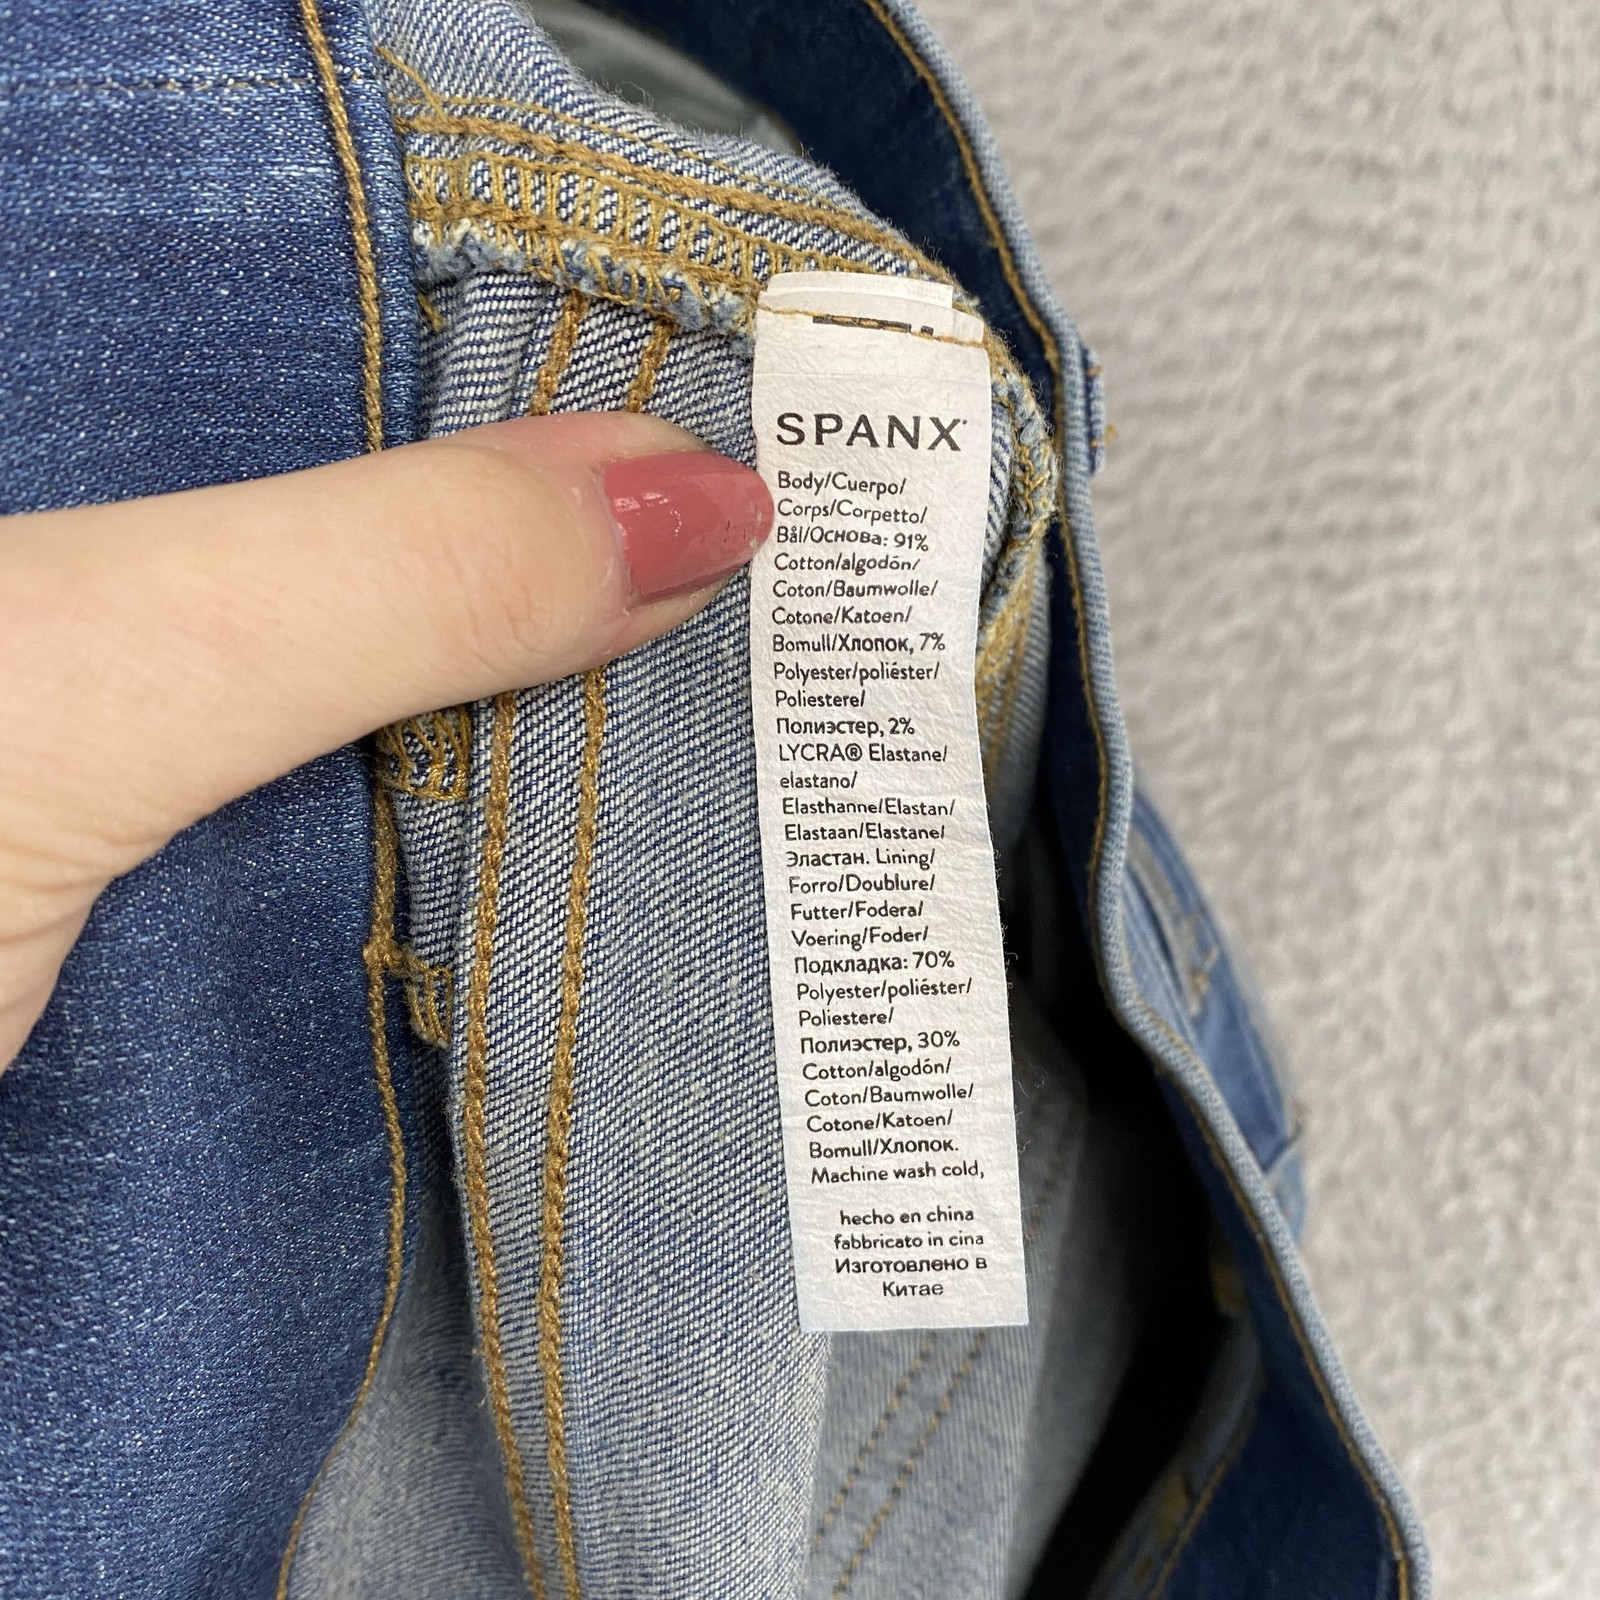 SPANX
Body/Cuerpo/
Corps/Corpetto/
Bål/Основа: 91%
Cotton/algodón/
Coton/Baumwolle/
Cotone/Katoen/
Bomull/Хлопок, 7%
Polyester/poliéster/
Poliestere/
Полиэстер, 2%
LYCRA® Elastane/
elastano/
Elasthanne/Elastan/
Elastaan/Elastane/
Эластан. Lining/
Forro/Doublure/
Futter/Fodera/
Voering/Foder/
Подкладка: 70%
Polyester/poliéster/
Poliestere/
Полиэстер, 30%
Cotton/algodón/
Coton/Baumwolle/
Cotone/Katoen/
Bomull/Хлопок.
Machine wash cold,
hecho en china
fabbricato in cina
Изготовлено в
Китае